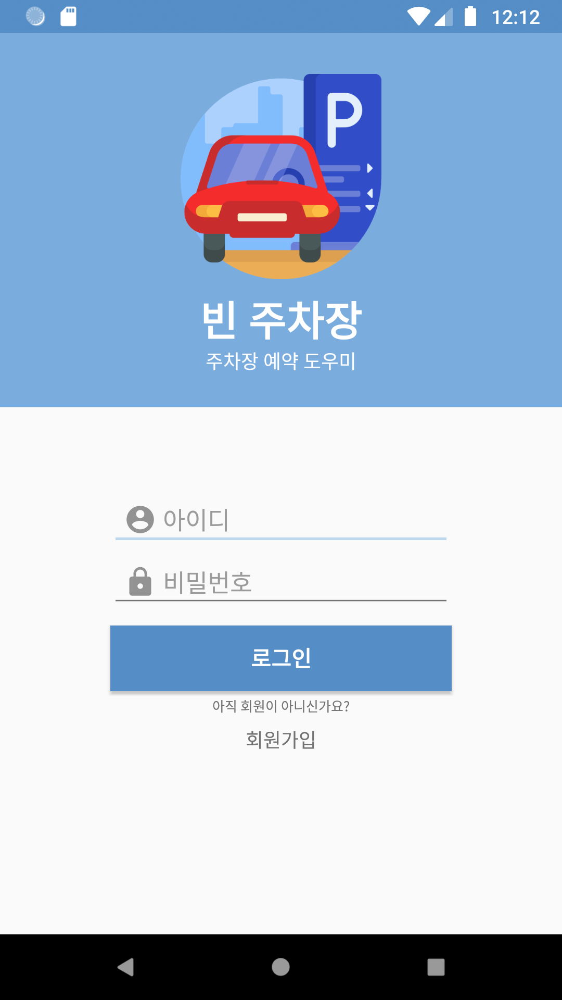 12:12
P
빈 주차장
주차장 예약 도우미
아이디
비밀번호
로그인
아직 회원이 아니신가요?
회원가입